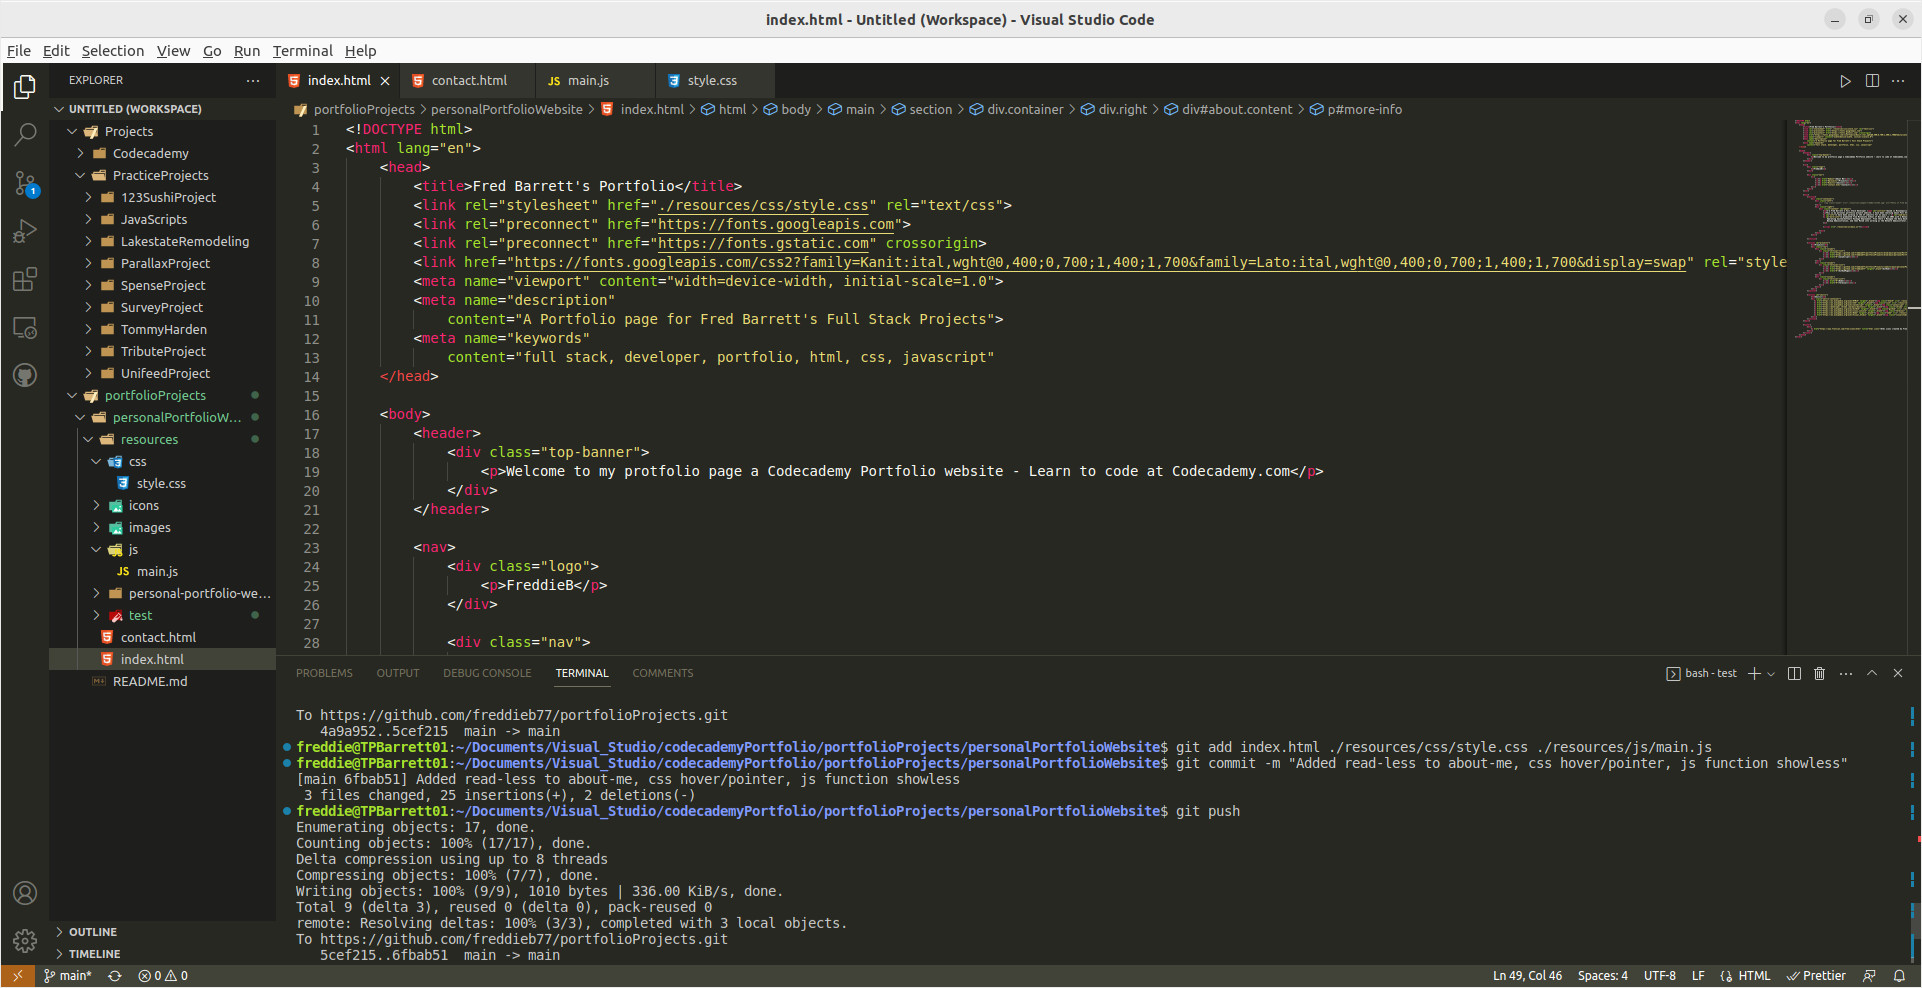 index.html - Untitled (Workspace) - Visual Studio Code
File Edit Selection View Go Run Terminal Help
EXPLORER
UNTITLED (WORKSPACE)
Projects
Codecademy
PracticeProjects
123SushiProject
JavaScripts
LakestateRemodeling
ParallaxProject
SpenseProject
SurveyProject
TommyHarden
TributeProject
UnifeedProject
portfolioProjects
personalPortfolioW...
resources
css
style.css
icons
images
js
JS main.js
personal-portfolio-we...
test
contact.html
index.html
README.md
OUTLINE
TIMELINE
1
index.html contact.html JS main.js style.css
portfolioProjects > personalPortfolioWebsite > index.html > html > body > main > section > div.container > div.right > div#about.content > p#more-info
1 <!DOCTYPE html>
2 <html lang="en">
3 <head>
4 <title>Fred Barrett's Portfolio</title>
5 <link rel="stylesheet" href="./resources/css/style.css" rel="text/css">
6 <link rel="preconnect" href="https://fonts.googleapis.com">
7 <link rel="preconnect" href="https://fonts.gstatic.com" crossorigin>
8 <link href="https://fonts.googleapis.com/css2?family=Kanit:ital,wght@0,400;0,700;1,400;1,700&family=Lato:ital,wght@0,400;0,700;1,400;1,700&display=swap" rel="style
9 <meta name="viewport" content="width=device-width, initial-scale=1.0">
10 <meta name="description"
11 content="A Portfolio page for Fred Barrett's Full Stack Projects">
12 <meta name="keywords"
13 content="full stack, developer, portfolio, html, css, javascript"
14 </head>
15
16 <body>
17 <header>
18 <div class="top-banner">
19 <p>Welcome to my protfolio page a Codecademy Portfolio website - Learn to code at Codecademy.com</p>
20 </div>
21 </header>
22
23 <nav>
24 <div class="logo">
25 <p>FreddieB</p>
26 </div>
27
28 <div class="nav">
PROBLEMS OUTPUT DEBUG CONSOLE TERMINAL COMMENTS
bash - test
To https://github.com/freddieb77/portfolioProjects.git
4a9a952..5cef215 main -> main
freddie@TPBarrett01:~/Documents/Visual_Studio/codecademyPortfolio/portfolioProjects/personalPortfolioWebsite$ git add index.html ./resources/css/style.css ./resources/js/main.js
freddie@TPBarrett01:~/Documents/Visual_Studio/codecademyPortfolio/portfolioProjects/personalPortfolioWebsite$ git commit -m "Added read-less to about-me, css hover/pointer, js function showless"
[main 6fbab51] Added read-less to about-me, css hover/pointer, js function showless
3 files changed, 25 insertions(+), 2 deletions(-)
freddie@TPBarrett01:~/Documents/Visual_Studio/codecademyPortfolio/portfolioProjects/personalPortfolioWebsite$ git push
Enumerating objects: 17, done.
Counting objects: 100% (17/17), done.
Delta compression using up to 8 threads
Compressing objects: 100% (7/7), done.
Writing objects: 100% (9/9), 1010 bytes | 336.00 KiB/s, done.
Total 9 (delta 3), reused 0 (delta 0), pack-reused 0
remote: Resolving deltas: 100% (3/3), completed with 3 local objects.
To https://github.com/freddieb77/portfolioProjects.git
5cef215..6fbab51 main -> main
main* 0 0 Ln 49, Col 46 Spaces: 4 UTF-8 LF HTML Prettier